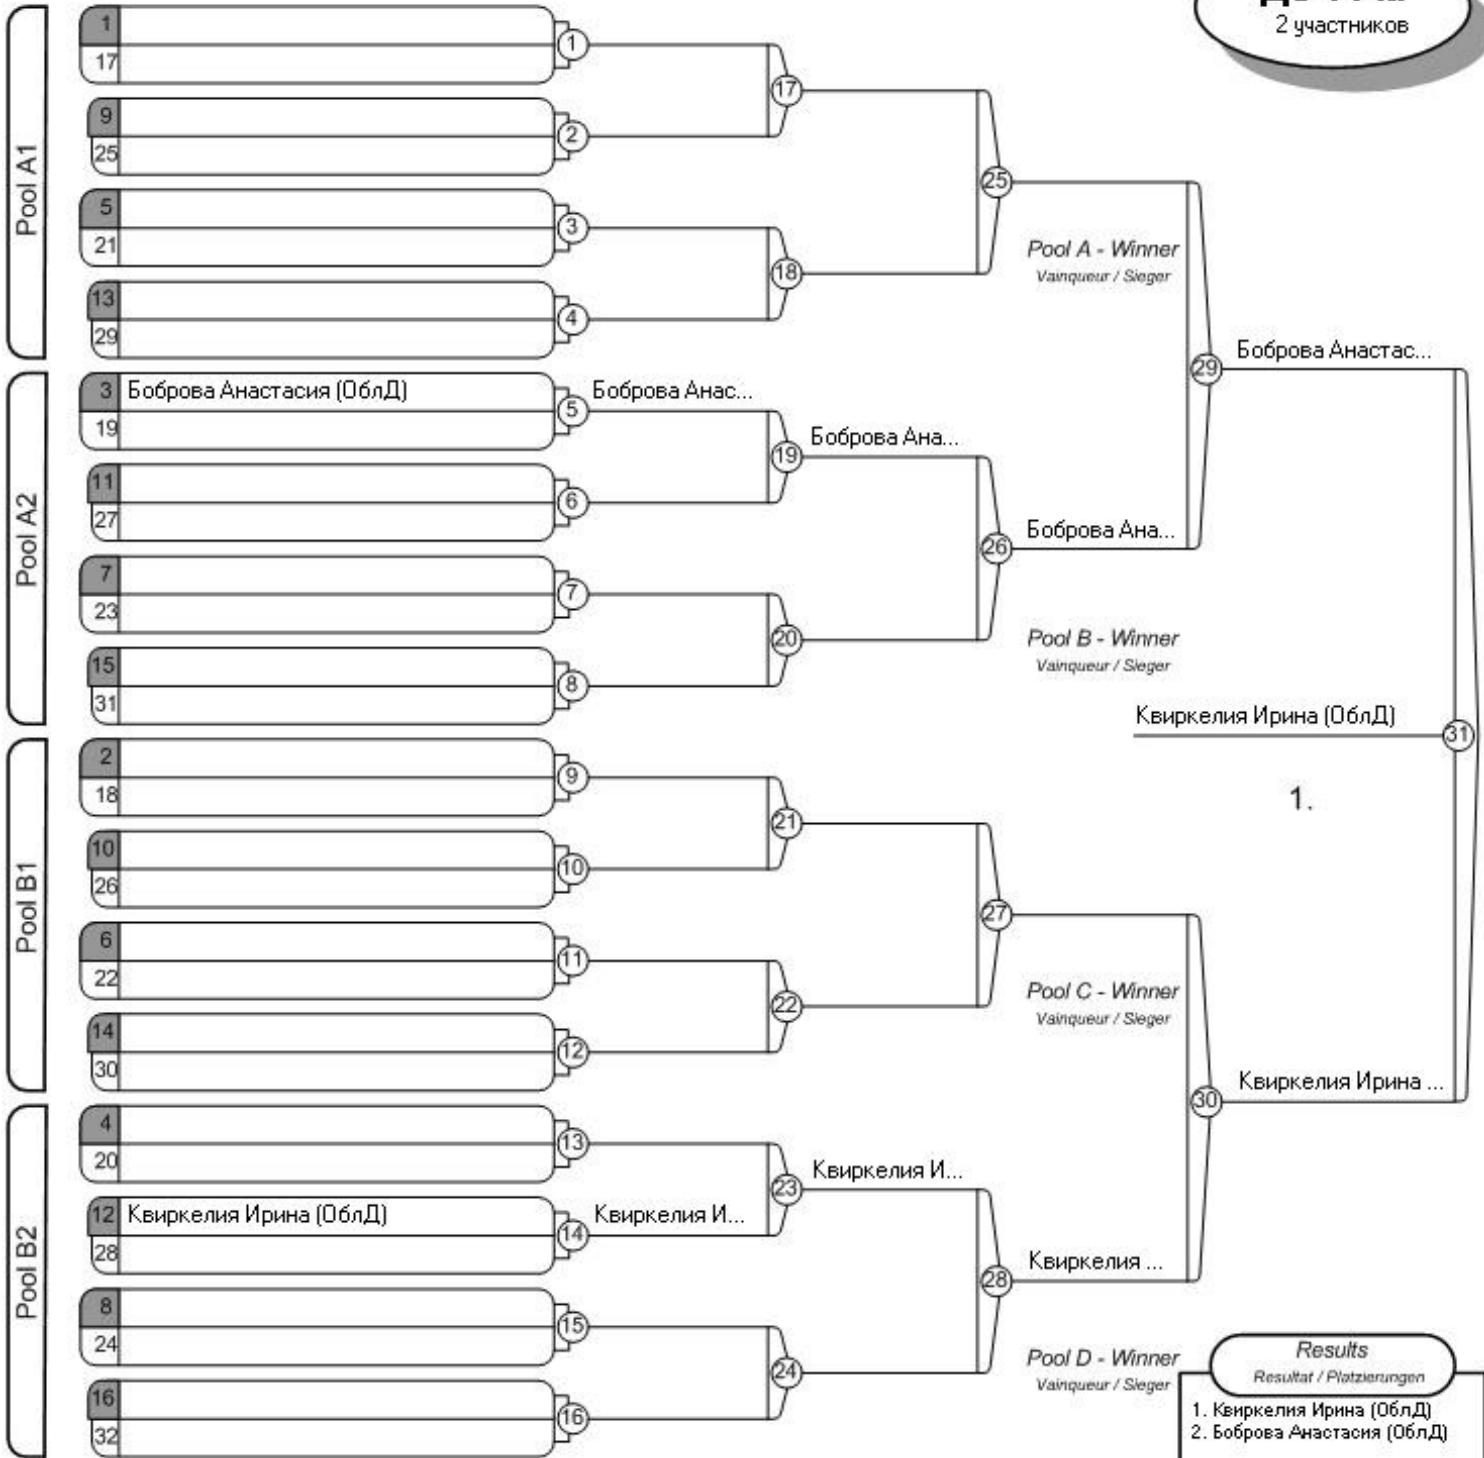 2 участников
Pool A1
1
17
1
9
25
2
17
5
21
3
13
29
4
18
25
Pool A - Winner
Vainqueur / Sieger
Pool A2
3 Боброва Анастасия (ОблД)
19
5
Боброва Анас...
11
27
6
19
Боброва Ана...
7
23
7
15
31
8
20
26
Боброва Ана...
29
Боброва Анастас...
Pool B - Winner
Vainqueur / Sieger
Квиркелия Ирина (ОблД)
31
1.
Pool B1
2
18
9
10
26
10
21
6
22
11
14
30
12
22
27
Pool C - Winner
Vainqueur / Sieger
Pool B2
4
20
13
12 Квиркелия Ирина (ОблД)
28
14
Квиркелия И...
23
Квиркелия И...
8
24
15
16
32
16
24
28
Квиркелия ...
30
Квиркелия Ирина ...
Pool D - Winner
Vainqueur / Sieger
Results
Resultat / Platzierungen
1. Квиркелия Ирина (ОблД)
2. Боброва Анастасия (ОблД)